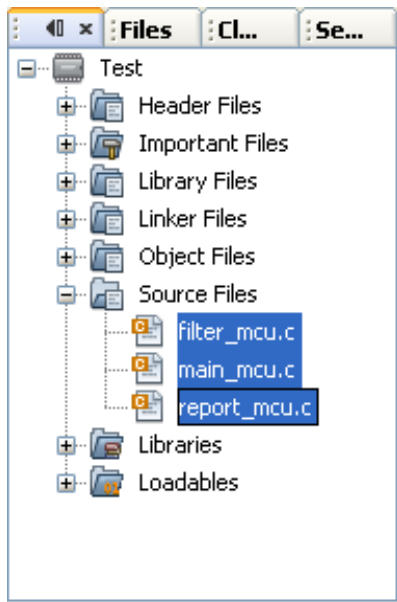 Files
Cl...
Se...
Test
Header Files
Important Files
Library Files
Linker Files
Object Files
Source Files
filter_mcu.c
main_mcu.c
report_mcu.c
Libraries
Loadables